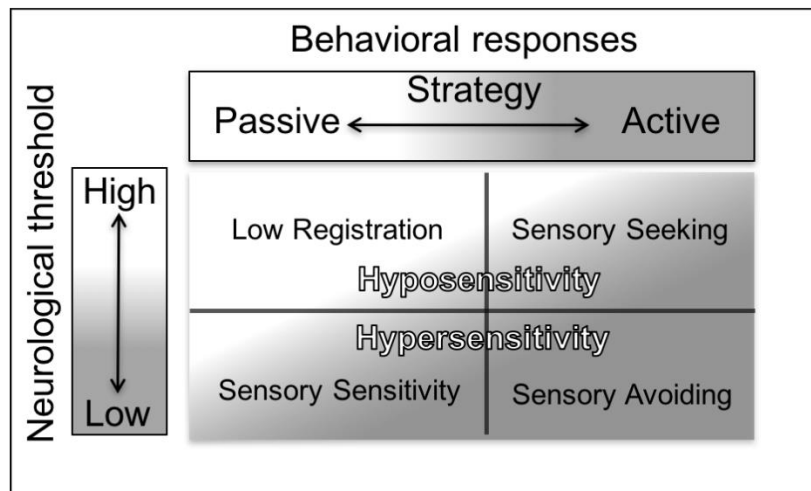 Behavioral responses
Strategy
Passive Active
Neurological threshold
High
Low
Low Registration Sensory Seeking
Hyposensitivity
Hypersensitivity
Sensory Sensitivity Sensory Avoiding